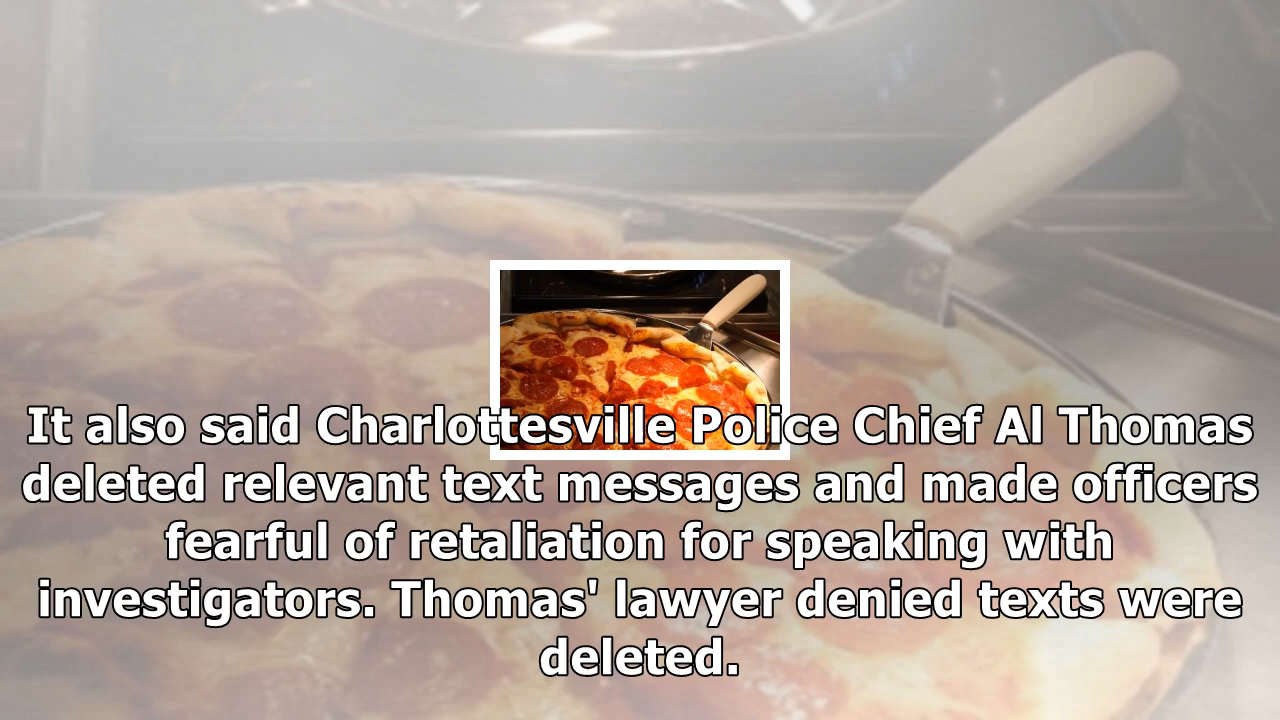 It also said Charlottesville Police Chief Al Thomas
deleted relevant text messages and made officers
fearful of retaliation for speaking with
investigators. Thomas' lawyer denied texts were
deleted.